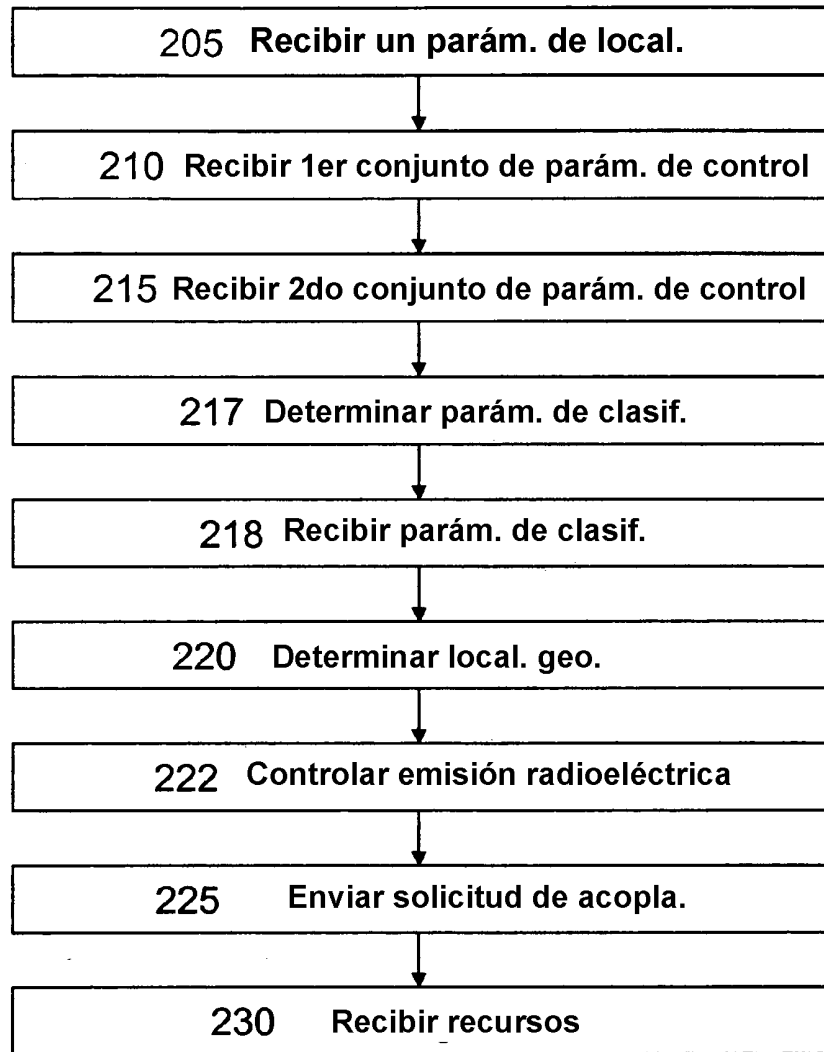 205 Recibir un parám. de local.
210 Recibir 1er conjunto de parám. de control
215 Recibir 2do conjunto de parám. de control
217 Determinar parám. de clasif.
218 Recibir parám. de clasif.
220 Determinar local. geo.
222 Controlar emisión radioeléctrica
225 Enviar solicitud de acopla.
230 Recibir recursos